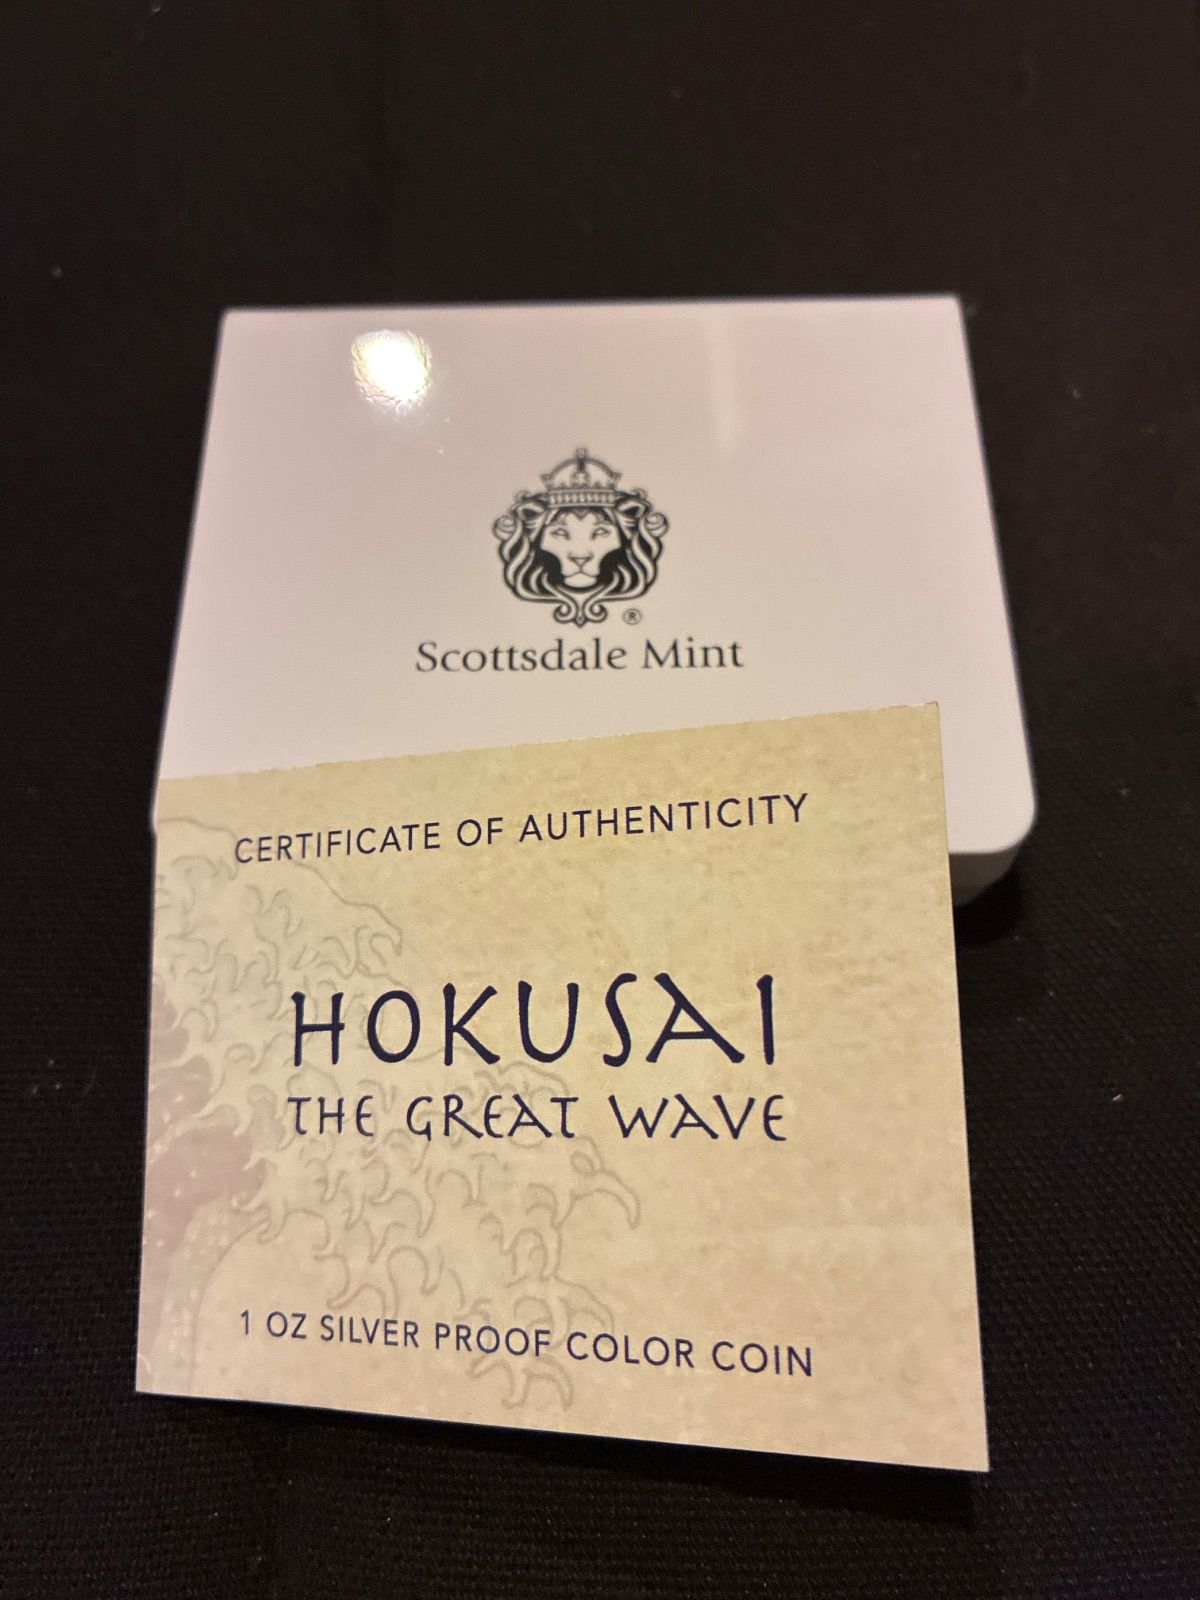 ®
Scottsdale Mint
CERTIFICATE OF AUTHENTICITY
HOKUSAI
THE GREAT WAVE
1 OZ SILVER PROOF COLOR COIN